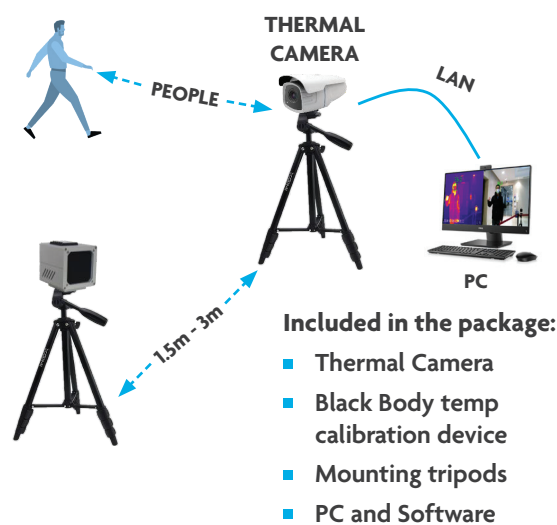 THERMAL
CAMERA
PEOPLE
LAN
PC
1.5m - 3m
Included in the package:
Thermal Camera
Black Body temp
calibration device
Mounting tripods
PC and Software